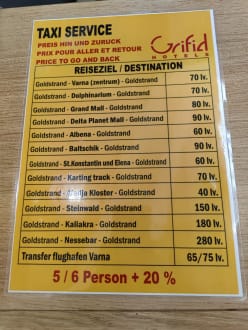 TAXI SERVICE
PREIS HIN UND ZURUCK
PRIX POUR ALLER ET RETOUR
PRICE TO GO AND BACK
Grifid
HOTELS
REISEZIEL / DESTINATION
Goldstrand - Varna (zentrum) - Goldstrand 70 lv.
Goldstrand - Dolphinarium - Goldstrand 70 lv.
Goldstrand - Grand Mall - Goldstrand 80 lv.
Goldstrand - Delta Planet Mall - Goldstrand 90 lv.
Goldstrand - Albena - Goldstrand 60 lv.
Goldstrand - Baltschik - Goldstrand 90 lv.
Goldstrand - St.Konstantin und Elena - Goldstrand 60 lv.
Goldstrand - Karting track - Goldstrand 70 lv.
Goldstrand - Kloster - Goldstrand 40 lv.
Goldstrand - Steinwald - Goldstrand 150 lv.
Goldstrand - Kaliakra - Goldstrand 180 lv.
Goldstrand - Nessebar - Goldstrand 280 lv.
Transfer flughafen Varna 65/75 lv.
5 / 6 Person + 20 %